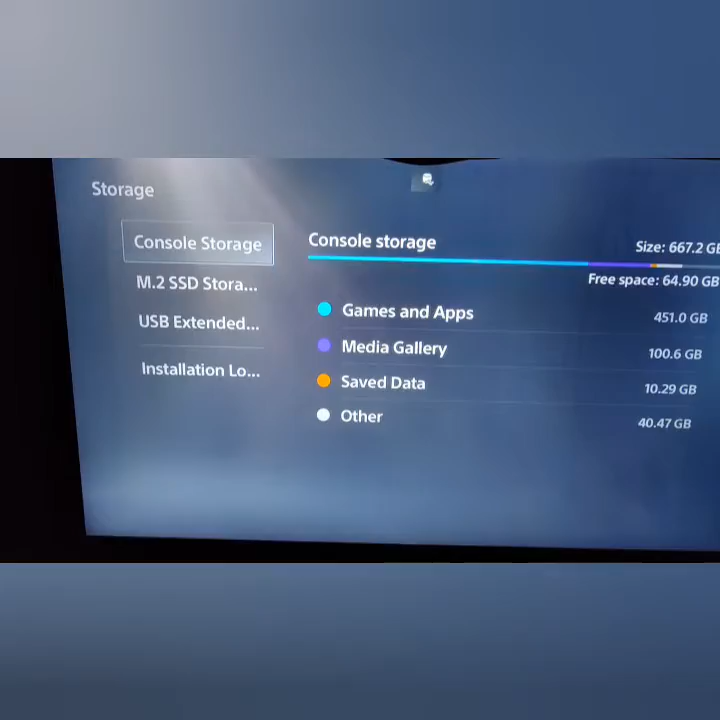 Storage
Console Storage
M.2 SSD Stora...
USB Extended...
Installation Lo...
Console storage
Size: 667.2 GB
Free space: 64.90 GB
Games and Apps 451.0 GB
Media Gallery 100.6 GB
Saved Data 10.29 GB
Other 40.47 GB